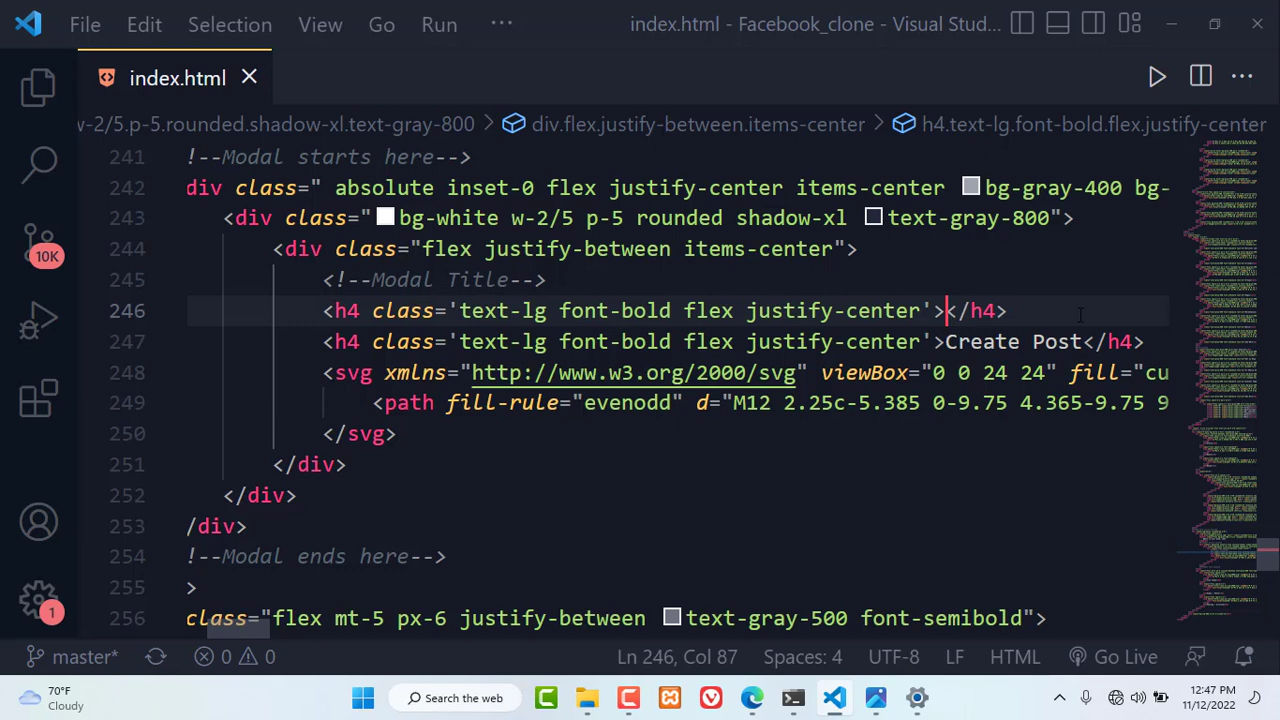 File Edit Selection View Go Run ··· index.html - Facebook_clone - Visual Stud...
index.html
w-2/5.p-5.rounded.shadow-xl.text-gray-800 > div.flex.justify-between.items-center > h4.text-lg.font-bold.flex.justify-center
241 !--Modal starts here-->
242 div class=" absolute inset-0 flex justify-center items-center bg-gray-400 bg-
243 <div class="bg-white w-2/5 p-5 rounded shadow-xl text-gray-800">
244 <div class="flex justify-between items-center">
245 <!--Modal Title-->
246 <h4 class='text-lg font-bold flex justify-center'></h4>
247 <h4 class='text-lg font-bold flex justify-center'>Create Post</h4>
248 <svg xmlns="http://www.w3.org/2000/svg" viewBox="0 0 24 24" fill="cu
249 <path fill-rule="evenodd" d="M12 2.25c-5.385 0-9.75 4.365-9.75 9
250 </svg>
251 </div>
252 </div>
253 /div>
254 !--Modal ends here-->
255 >
256 class="flex mt-5 px-6 justify-between text-gray-500 font-semibold">
10K
1
master* 0 0 Ln 246, Col 87 Spaces: 4 UTF-8 LF HTML Go Live
70°F
Cloudy
Search the web
12:47 PM
11/12/2022